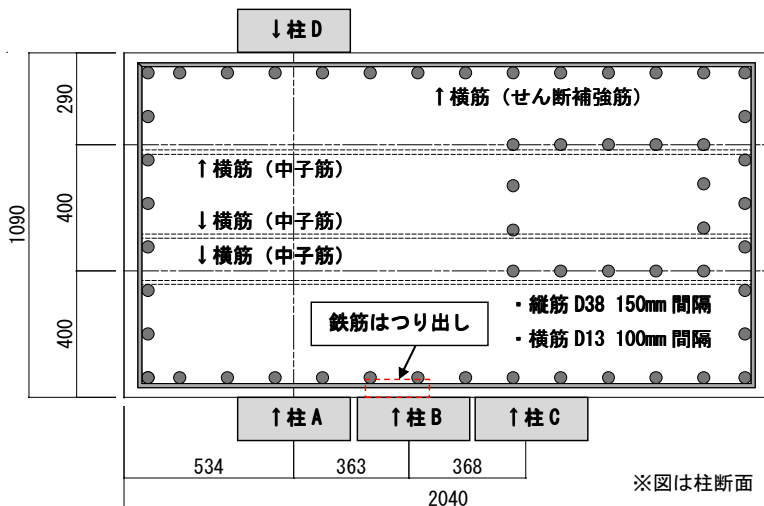 ↓柱D
290
↑横筋（せん断補強筋）
↑横筋（中子筋）
400
1090
↓横筋（中子筋）
↓横筋（中子筋）
・縦筋 D38 150mm 間隔
鉄筋はつり出し
・横筋 D13 100mm 間隔
400
↑柱A
↑柱B
↑柱C
534
363
368
※図は柱断面
2040